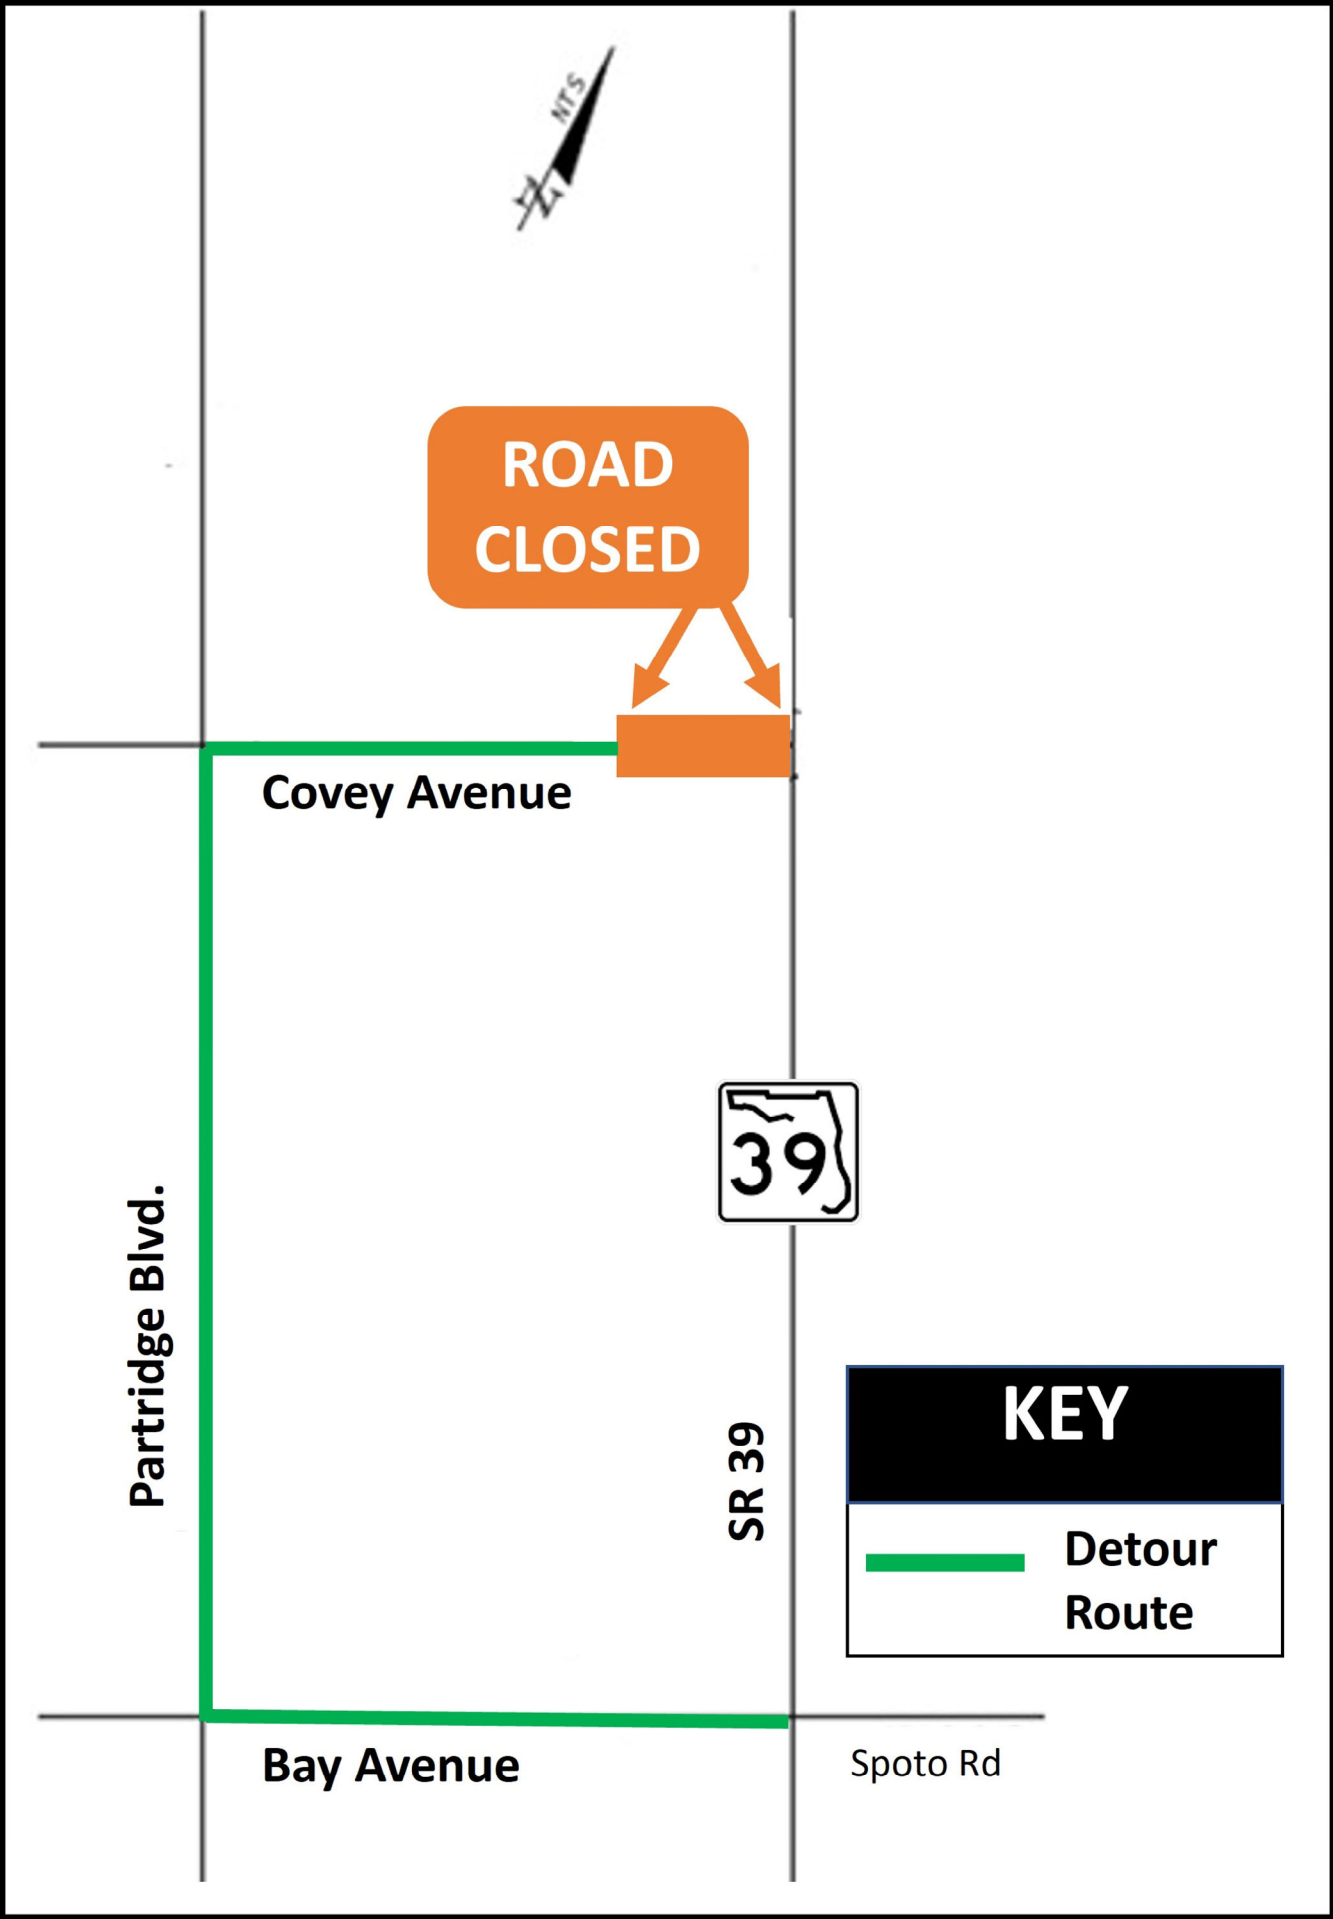 NTS
N
ROAD
CLOSED
Covey Avenue
39
Partridge Blvd.
SR 39
KEY
Detour
Route
Bay Avenue
Spoto Rd